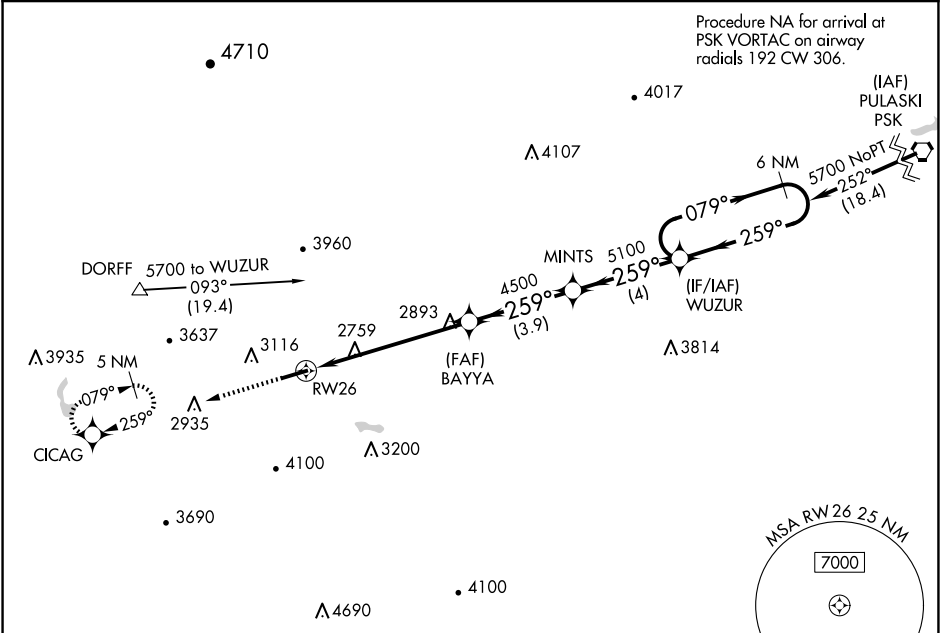 Procedure NA for arrival at
PSK VORTAC on airway
radials 192 CW 306.
4710
4017
(IAF)
PULASKI
PSK
4107
6 NM
5700 NoPT
252°
(18.4)
079°
259°
3960
MINTS
5100
259°
(4)
(IF/IAF)
WUZUR
DORFF
5700 to WUZUR
093°
(19.4)
4500
259°
(3.9)
2893
2759
3637
3116
3935
5 NM
(FAF)
BAYYA
3814
RW26
079°
259°
2935
CICAG
3200
4100
3690
MSA RW 26 25 NM
7000
4100
4690